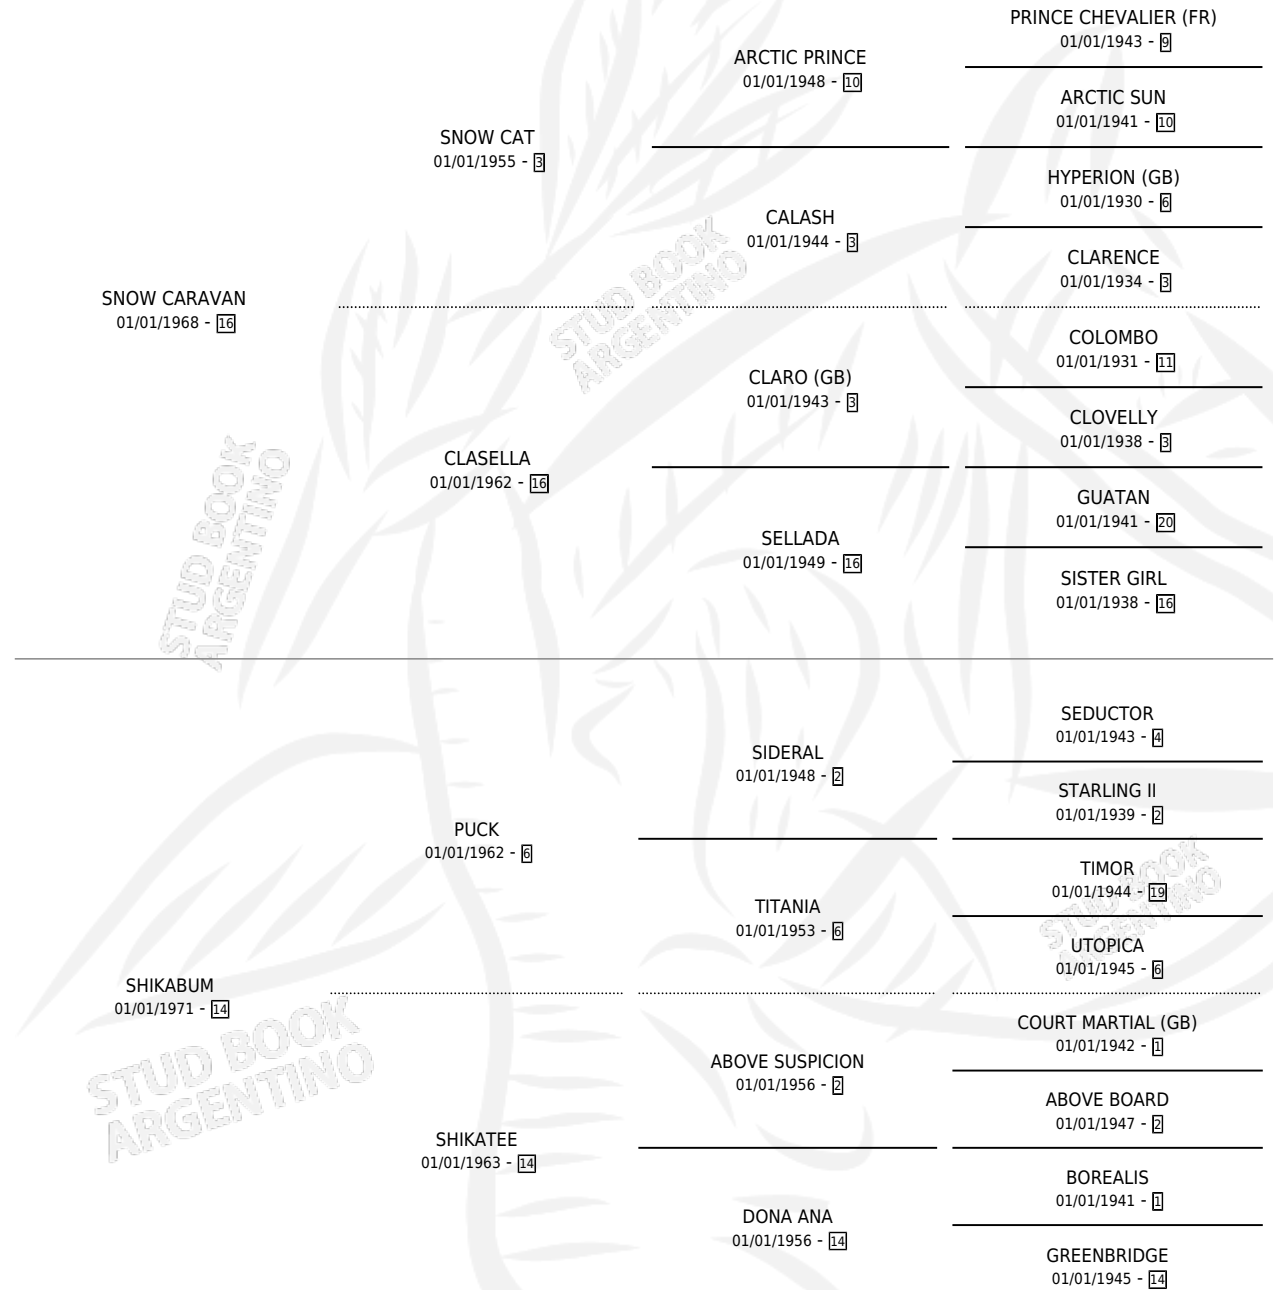 PRINCE CHEVALIER (FR)
01/01/1943 - 9
ARCTIC PRINCE
01/01/1948 - 10
ARCTIC SUN
01/01/1941 - 10
SNOW CAT
01/01/1955 - 3
HYPERION (GB)
01/01/1930 - 6
CALASH
01/01/1944 - 3
CLARENCE
01/01/1934 - 3
SNOW CARAVAN
01/01/1968 - 16
COLOMBO
01/01/1931 - 11
CLARO (GB)
01/01/1943 - 3
CLOVELLY
01/01/1938 - 3
CLASELLA
01/01/1962 - 16
GUATAN
01/01/1941 - 20
SELLADA
01/01/1949 - 16
SISTER GIRL
01/01/1938 - 16
SEDUCTOR
01/01/1943 - 4
SIDERAL
01/01/1948 - 2
STARLING II
01/01/1939 - 2
PUCK
01/01/1962 - 6
TIMOR
01/01/1944 - 19
TITANIA
01/01/1953 - 6
UTOPICA
01/01/1945 - 6
SHIKABUM
01/01/1971 - 14
COURT MARTIAL (GB)
01/01/1942 - 1
ABOVE SUSPICION
01/01/1956 - 2
ABOVE BOARD
01/01/1947 - 2
SHIKATEE
01/01/1963 - 14
BOREALIS
01/01/1941 - 1
DONA ANA
01/01/1956 - 14
GREENBRIDGE
01/01/1945 - 14
STUD BOOK
ARGENTINO
STUD BOOK
ARGENTINO
STUD BOOK
ARGENTINO
STUD BOOK
ARGENTINO